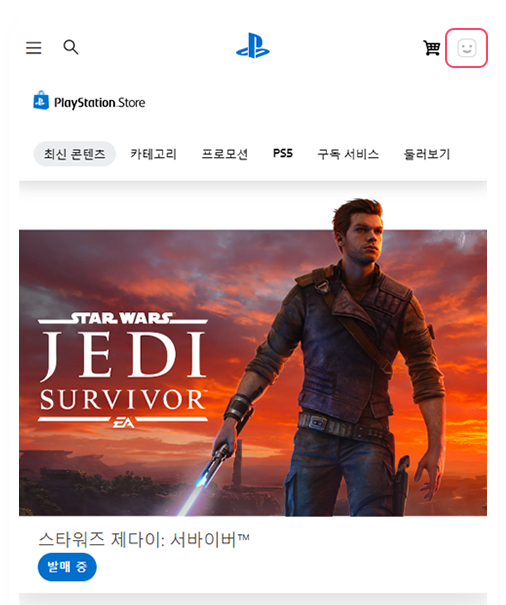 PlayStation Store
최신 콘텐츠 카테고리 프로모션 PS5 구독 서비스 둘러보기
STAR WARS
JEDI
SURVIVOR™
EA
스타워즈 제다이: 서바이버™
발매 중